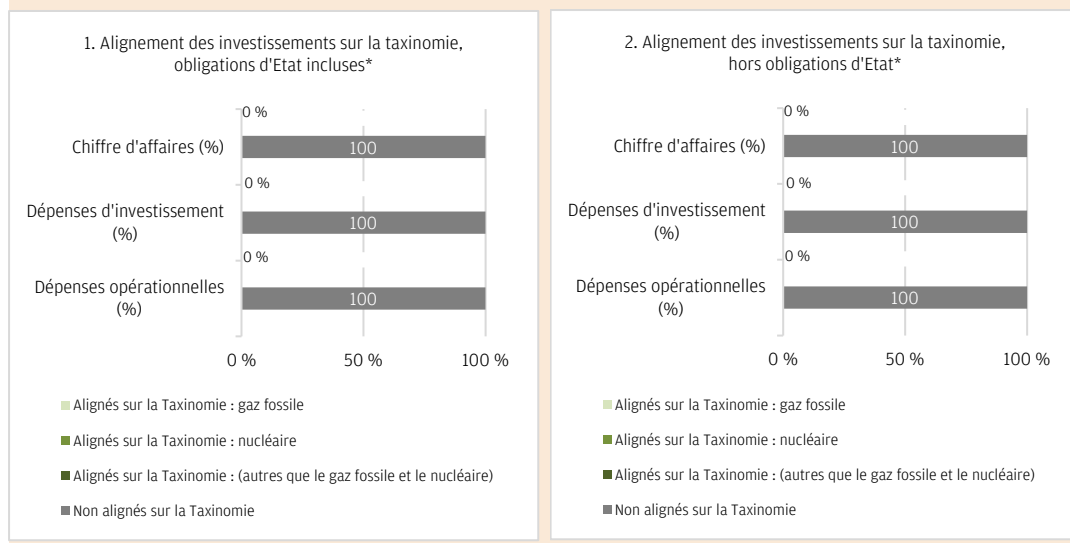 1. Alignement des investissements sur la taxinomie,
obligations d'Etat incluses*
0 %
Chiffre d'affaires (%)
100
0 %
Dépenses d'investissement
(%)
100
0 %
Dépenses opérationnelles
(%)
100
0 %
50 %
100 %
Alignés sur la Taxinomie : gaz fossile
Alignés sur la Taxinomie : nucléaire
Alignés sur la Taxinomie : (autres que le gaz fossile et le nucléaire)
Non alignés sur la Taxinomie
2. Alignement des investissements sur la taxinomie,
hors obligations d'Etat*
0 %
Chiffre d'affaires (%)
100
0 %
Dépenses d'investissement
(%)
100
0 %
Dépenses opérationnelles
(%)
100
0 %
50 %
100 %
Alignés sur la Taxinomie : gaz fossile
Alignés sur la Taxinomie : nucléaire
Alignés sur la Taxinomie : (autres que le gaz fossile et le nucléaire)
Non alignés sur la Taxinomie